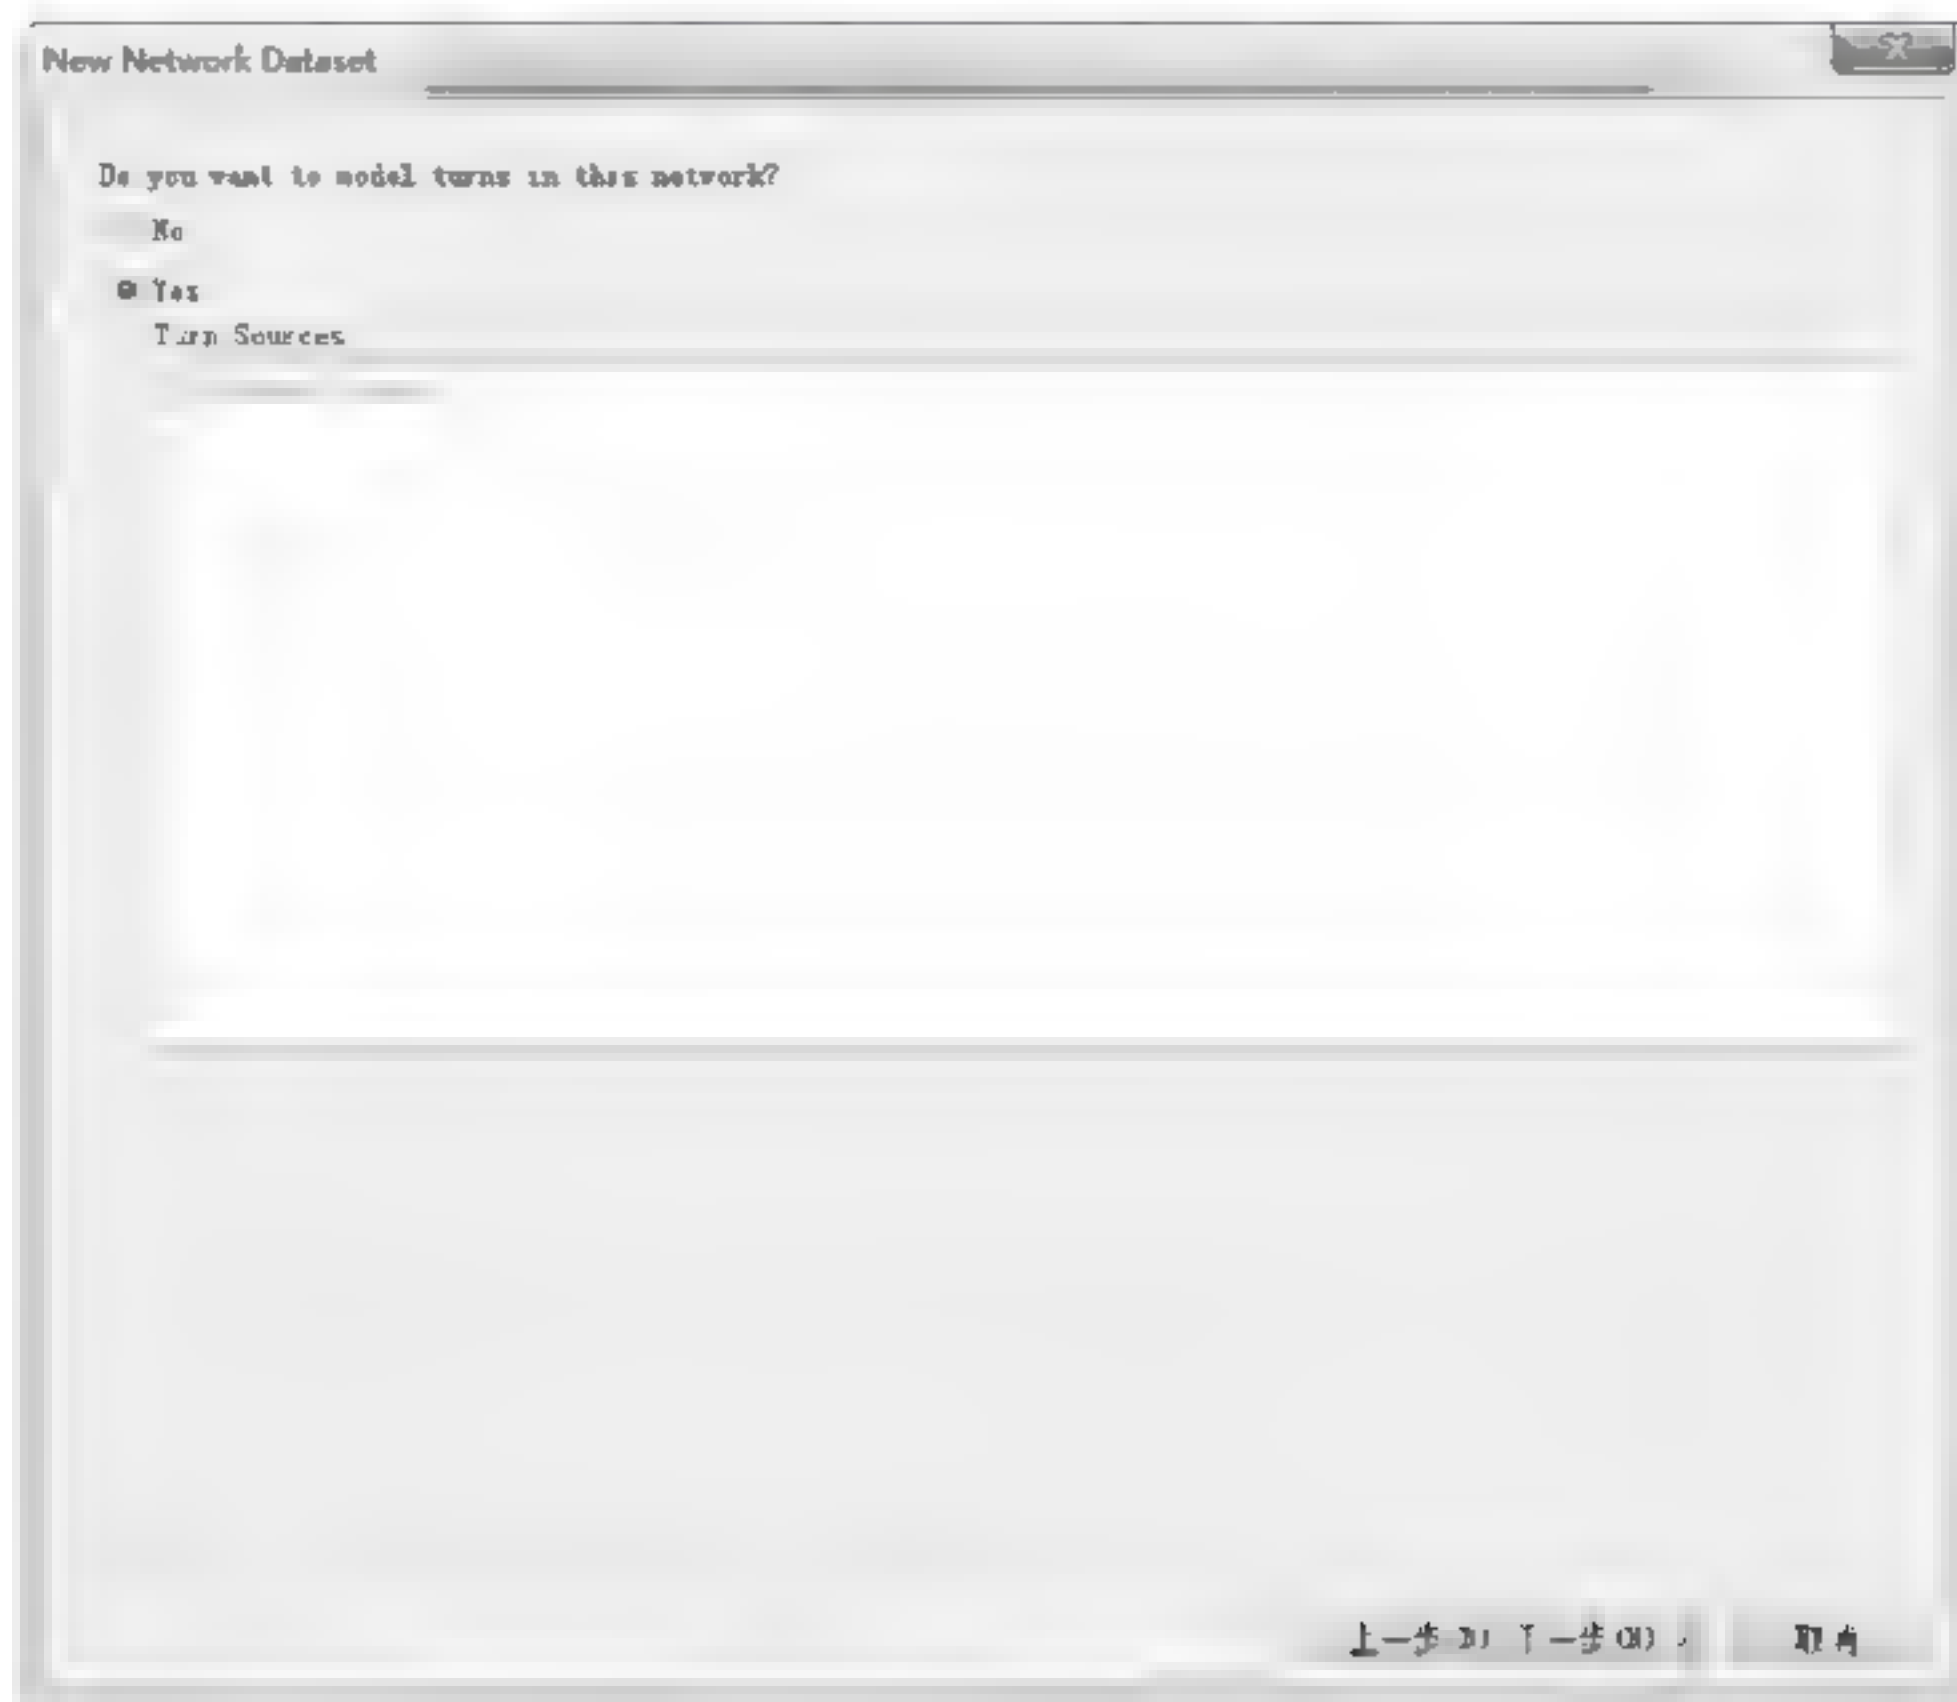 New Network Dataset
Do you want to model turns in this network?
No
Yes
Turn Sources
上一步(B) 下一步(N) >
取消